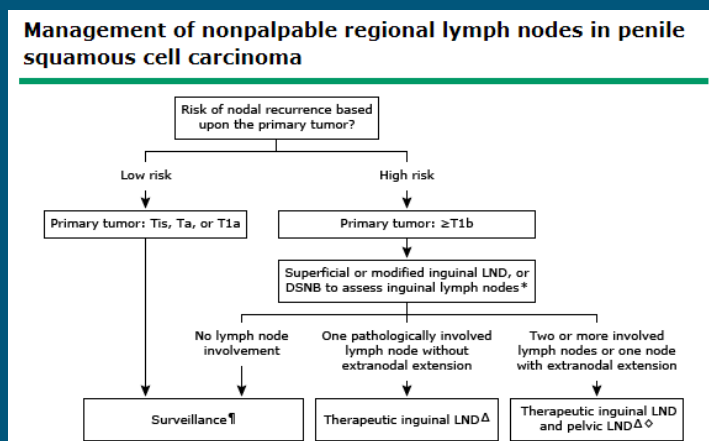 Management of nonpalpable regional lymph nodes in penile
squamous cell carcinoma
Risk of nodal recurrence based
upon the primary tumor?
Low risk
High risk
Primary tumor: Tis, Ta, or T1a
Primary tumor: ≥T1b
Superficial or modified inguinal LND, or
DSNB to assess inguinal lymph nodes*
No lymph node
involvement
One pathologically involved
lymph node without
extranodal extension
Two or more involved
lymph nodes or one node
with extranodal extension
Surveillance¶
Therapeutic inguinal LNDΔ
Therapeutic inguinal LND
and pelvic LNDΔ◇